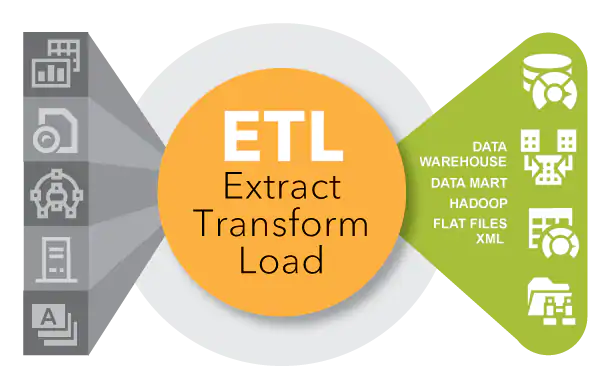 ETL
Extract
Transform
Load
DATA
WAREHOUSE
DATA MART
HADOOP
FLAT FILES
XML
A